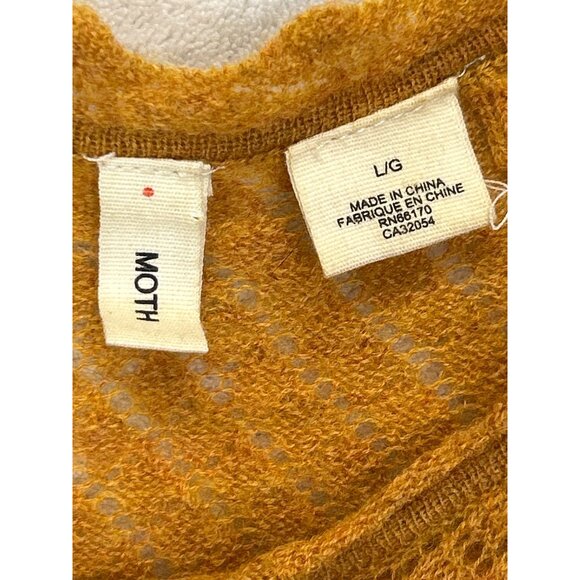 MOTH
L/G
MADE IN CHINA
FABRIQUE EN CHINE
RN66170
CA32054